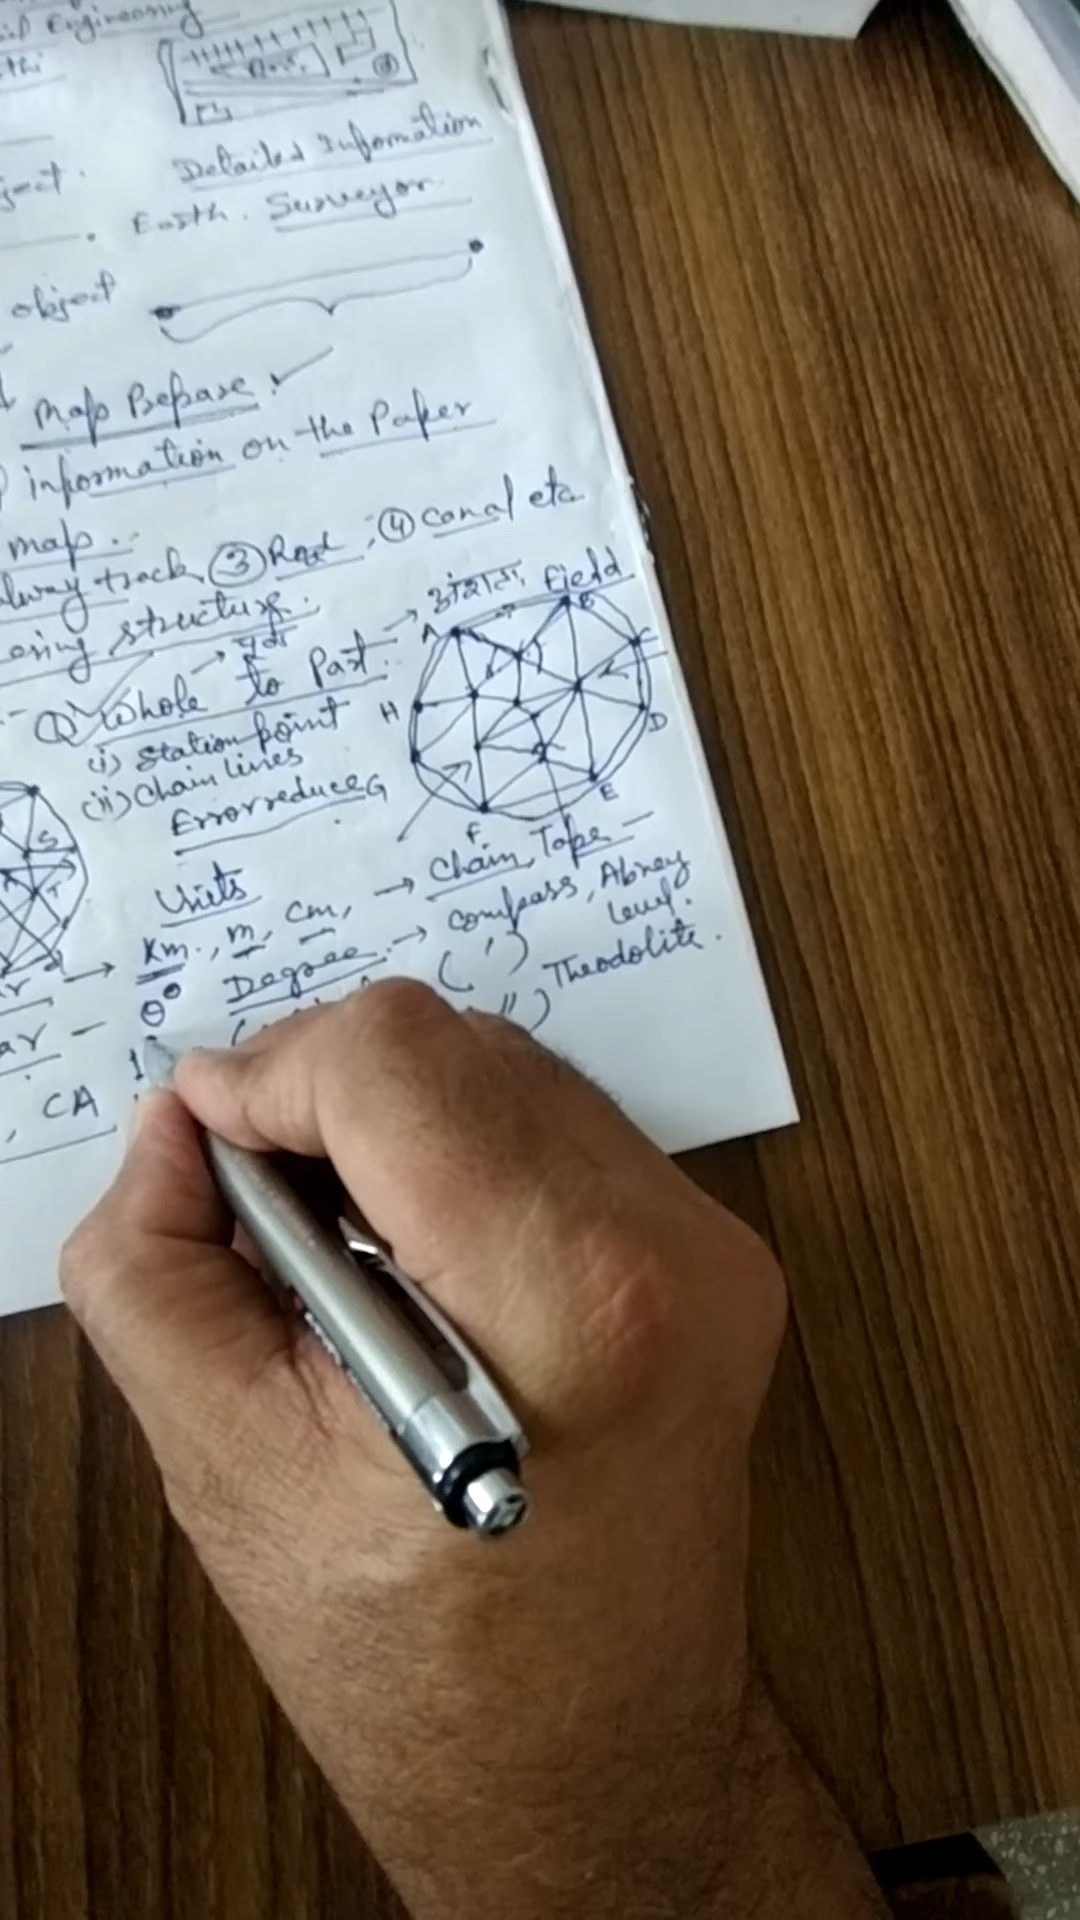 Engineering
Detailed Information
Earth. Surveyor.
object
Map Prepare.
information on the Paper
map.
track ③ Road, ④ Canal etc
structure.
→ अंशतः Field
→ पूर्ण
① Whole to Part.
A B C D E F G H
(i) Station point
(ii) Chain lines
Error reduce
S
T
Units
→ Km., m, cm, → Chain, Tape -
θ° Degree. → Compass, Abney
Level.
( ' ) Theodolite.
" )
1
, CA